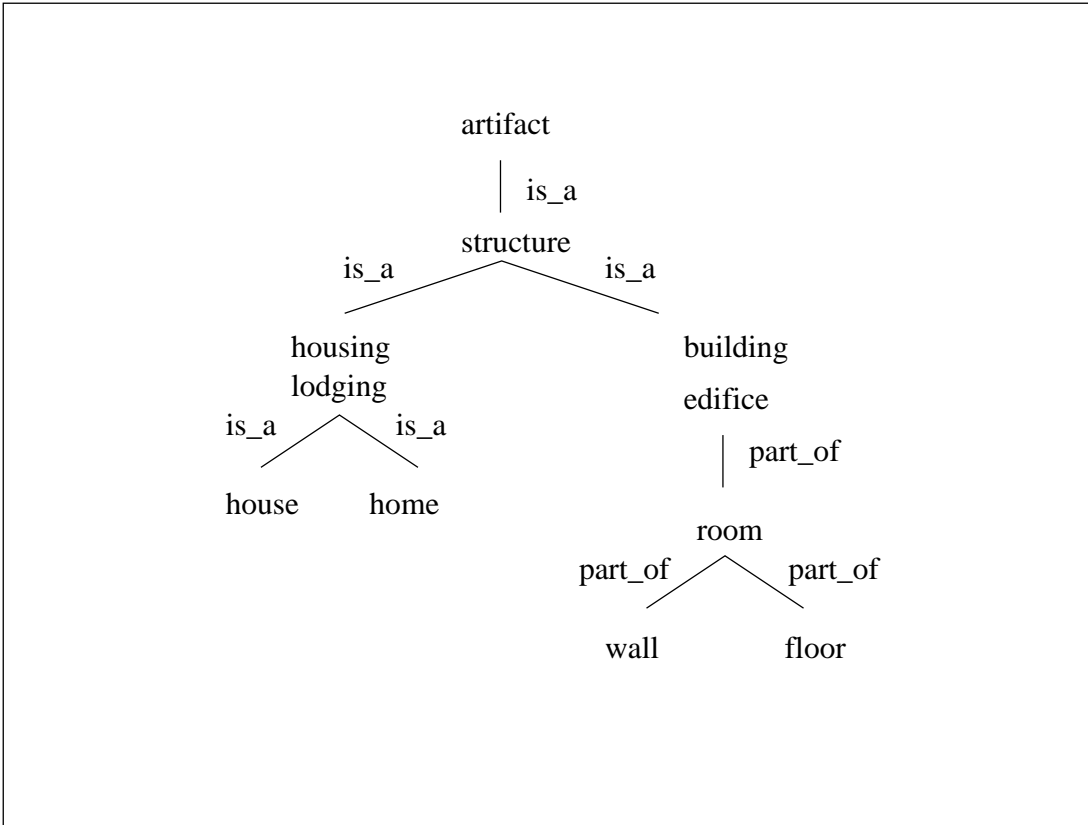 artifact
is_a
structure
is_a is_a
housing building
lodging edifice
is_a is_a part_of
house home
room
part_of part_of
wall floor